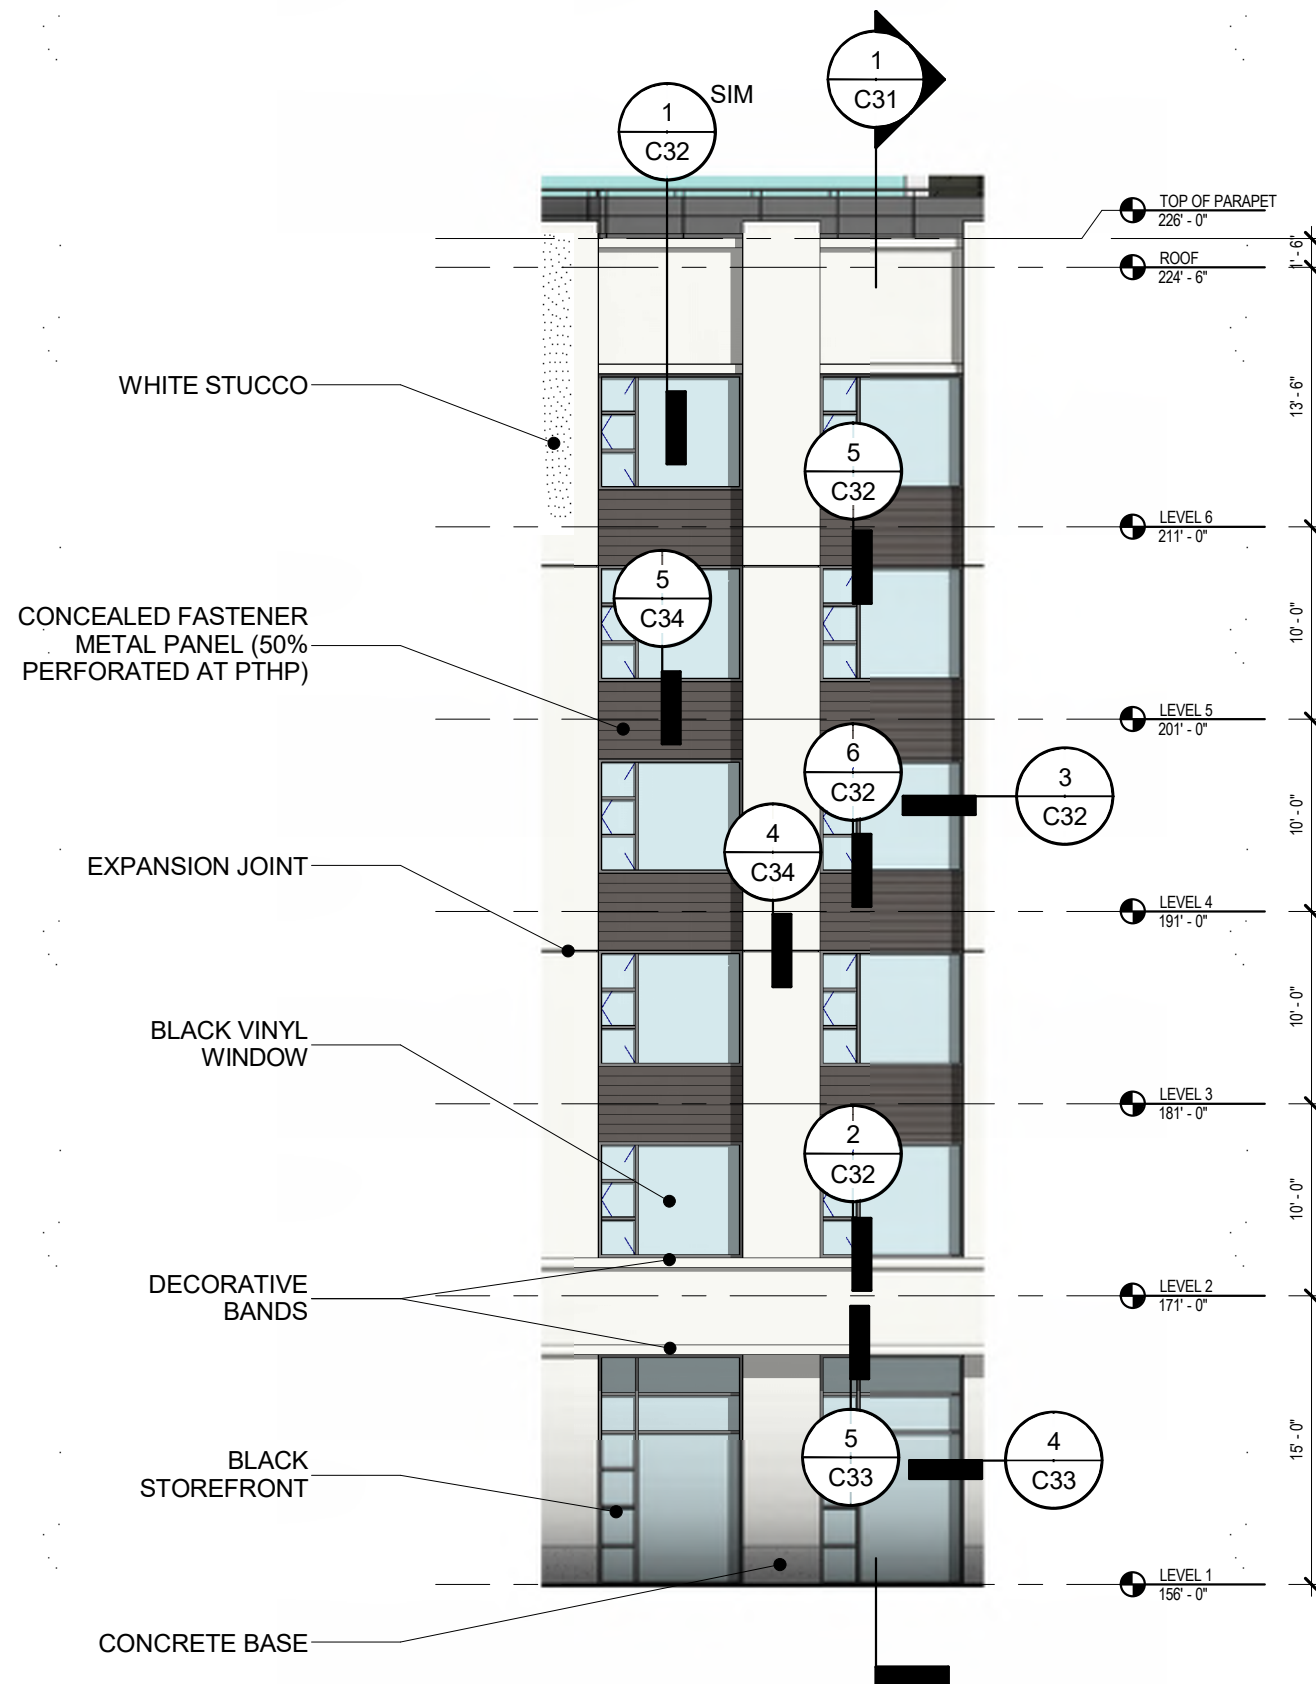 1
C31
SIM
1
C32
TOP OF PARAPET
226' - 0"
1' - 6"
ROOF
224' - 6"
WHITE STUCCO
13' - 6"
5
C32
LEVEL 6
211' - 0"
5
C34
CONCEALED FASTENER
METAL PANEL (50%
PERFORATED AT PTHP)
10' - 0"
LEVEL 5
201' - 0"
6
C32
3
C32
4
C34
10' - 0"
EXPANSION JOINT
LEVEL 4
191' - 0"
BLACK VINYL
WINDOW
10' - 0"
LEVEL 3
181' - 0"
2
C32
10' - 0"
DECORATIVE
BANDS
LEVEL 2
171' - 0"
BLACK
STOREFRONT
5
C33
4
C33
15' - 0"
LEVEL 1
156' - 0"
CONCRETE BASE